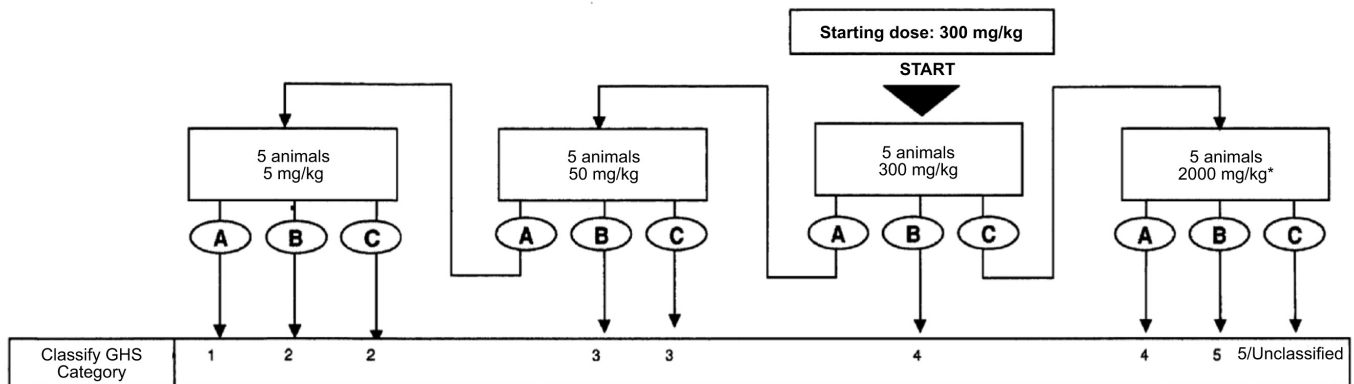 Starting dose: 300 mg/kg
START
5 animals
5 mg/kg
5 animals
50 mg/kg
5 animals
300 mg/kg
5 animals
2000 mg/kg*
A B C A B C A B C A B C
Classify GHS
Category
1 2 2 3 3 4 4 5 5/Unclassified